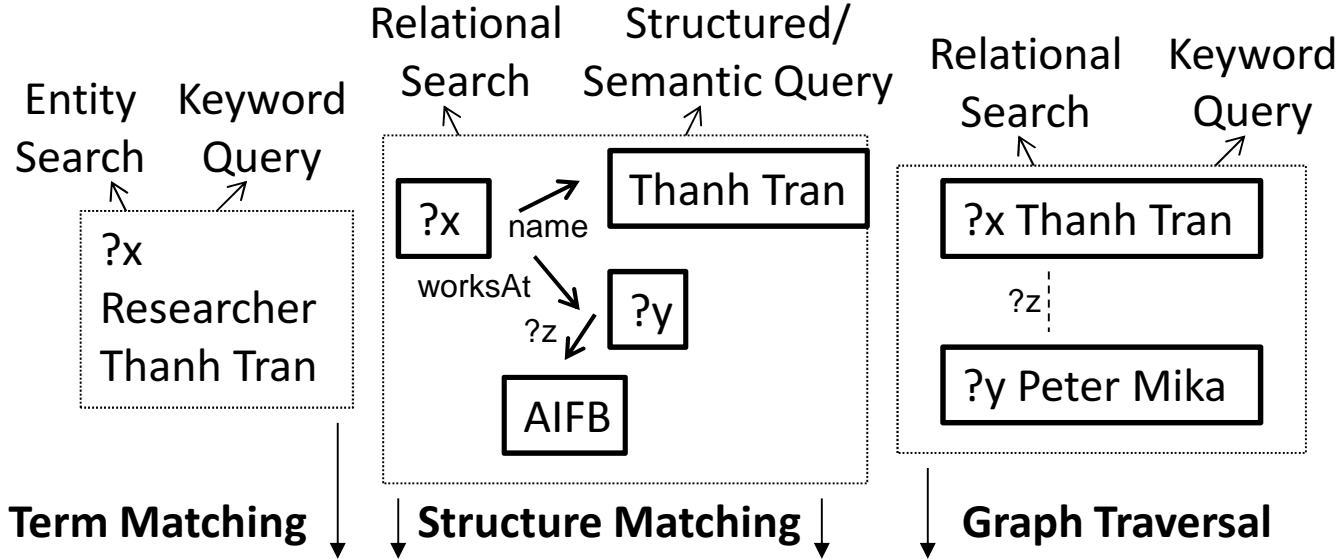 Entity
Search
Keyword
Query
?x
Researcher
Thanh Tran
Term Matching
Relational
Search
Structured/
Semantic Query
?x
name
Thanh Tran
worksAt
?y
?z
AIFB
Structure Matching
Relational
Search
Keyword
Query
?x Thanh Tran
?z
?y Peter Mika
Graph Traversal